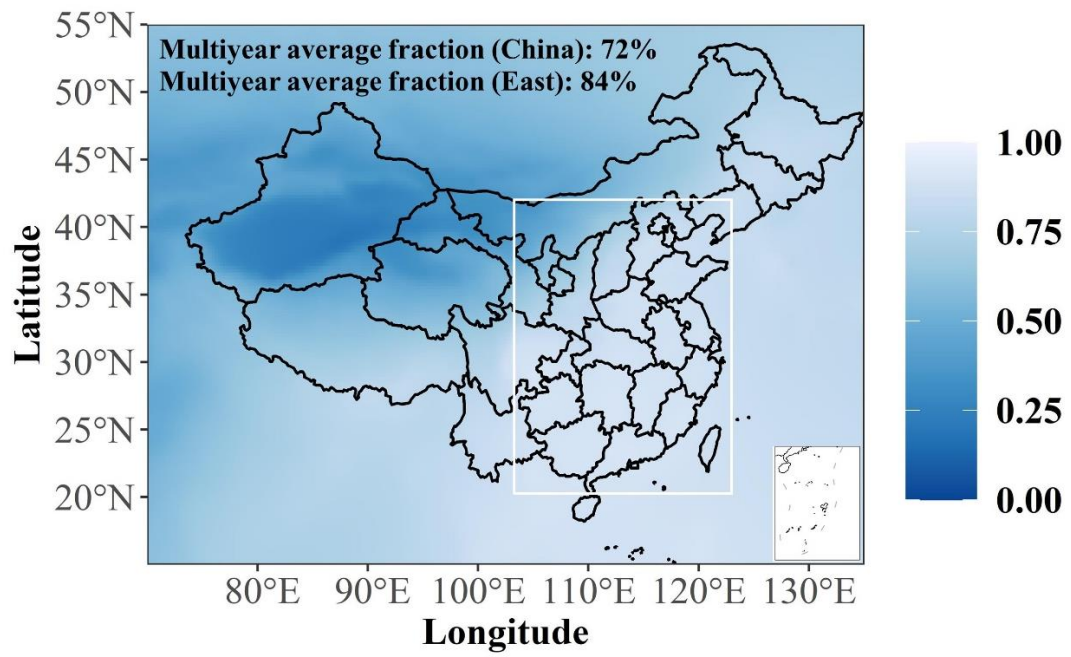 Multiyear average fraction (China): 72%
Multiyear average fraction (East): 84%
55°N
50°N
45°N
40°N
35°N
30°N
25°N
20°N
Latitude
80°E 90°E 100°E 110°E 120°E 130°E
Longitude
1.00
0.75
0.50
0.25
0.00